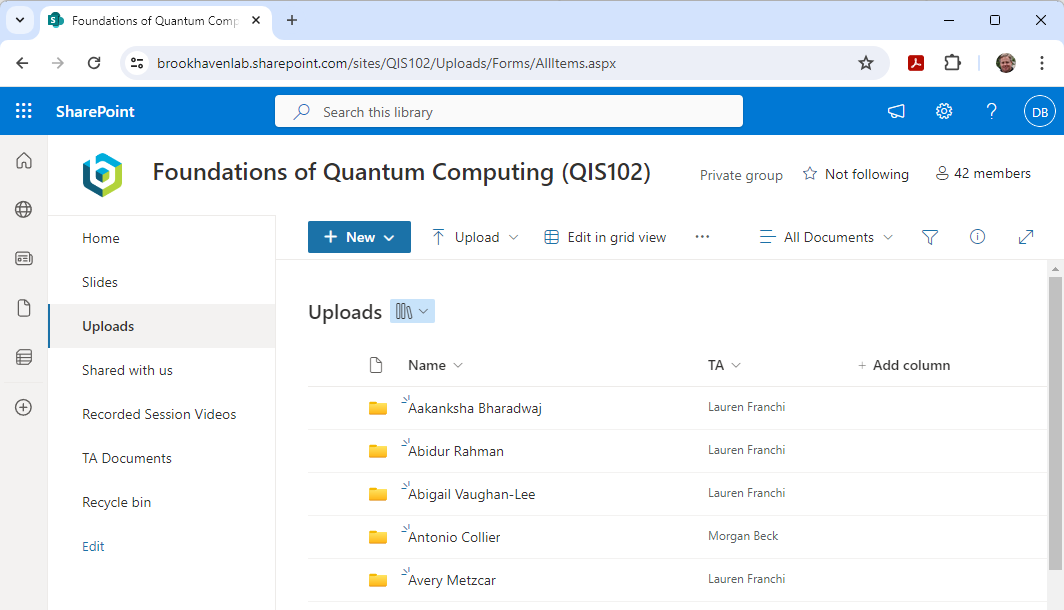 Foundations of Quantum Comp
brookhavenlab.sharepoint.com/sites/QIS102/Uploads/Forms/AllItems.aspx
SharePoint
Search this library
DB
Foundations of Quantum Computing (QIS102)
Private group
Not following
42 members
Home
Slides
Uploads
Shared with us
Recorded Session Videos
TA Documents
Recycle bin
Edit
New
Upload
Edit in grid view
All Documents
Uploads
Name TA + Add column
Aakanksha Bharadwaj Lauren Franchi
Abidur Rahman Lauren Franchi
Abigail Vaughan-Lee Lauren Franchi
Antonio Collier Morgan Beck
Avery Metzcar Lauren Franchi